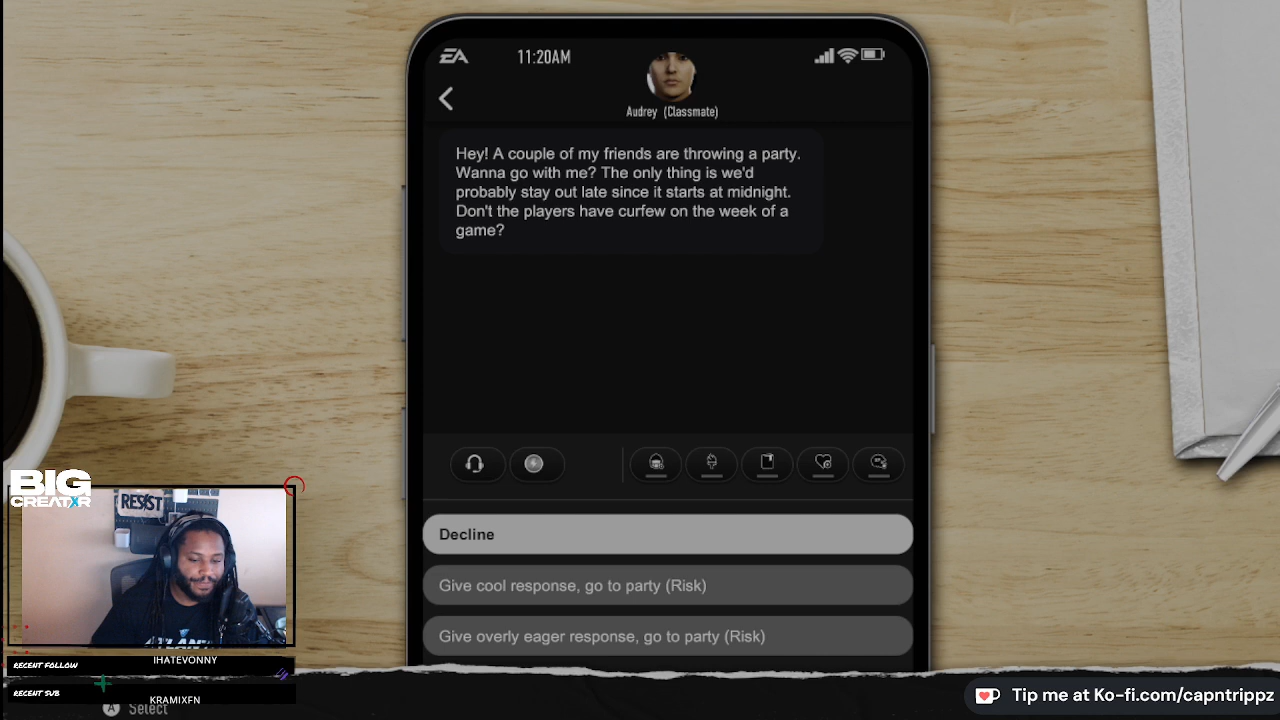 EA
11:20AM
Audrey (Classmate)
Hey! A couple of my friends are throwing a party.
Wanna go with me? The only thing is we'd
probably stay out late since it starts at midnight.
Don't the players have curfew on the week of a
game?
Decline
Give cool response, go to party (Risk)
Give overly eager response, go to party (Risk)
BIG
CREATXR
RESIST
RECENT FOLLOW
IHATEVONNY
RECENT SUB
KRAMIXFN
A Select
Tip me at Ko-fi.com/capntrippz